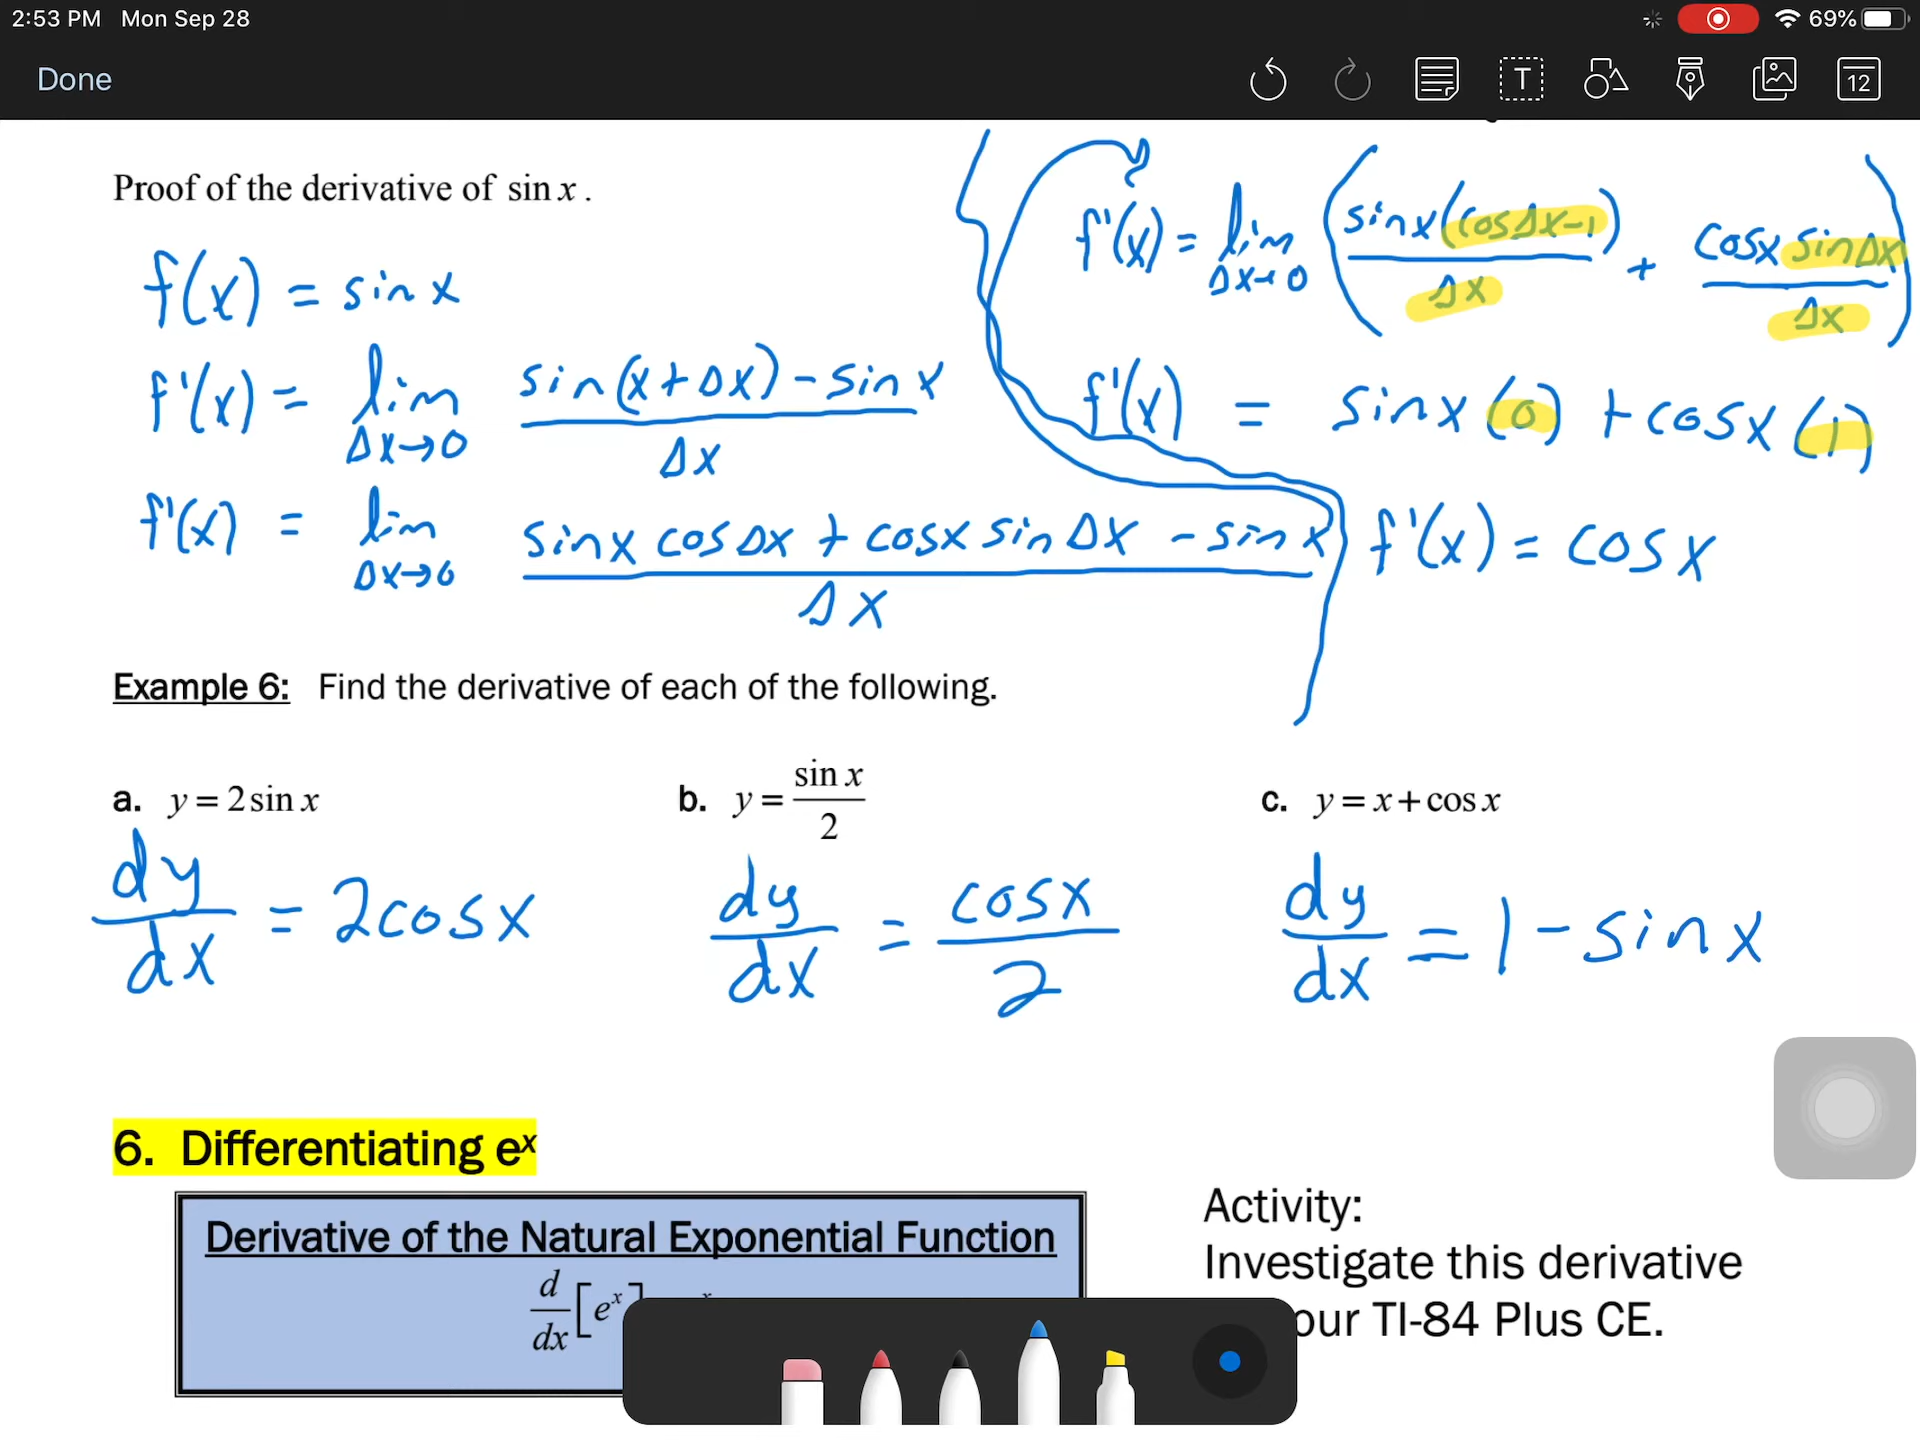 2:53 PM Mon Sep 28
69%
Done
T
12
Proof of the derivative of sin x .
f(x) = sin x
f'(x) = lim Δx→0 (sin(x+Δx) - sin x)/Δx
f'(x) = lim Δx→0 (sinx cosΔx + cosx sinΔx - sin x)/Δx
f'(x) = lim Δx→0 (sinx(cosΔx-1)/Δx + cosx sinΔx/Δx)
f'(x) = sinx (0) + cosx (1)
f'(x) = cosx
Example 6: Find the derivative of each of the following.
a. y = 2 sin x
dy/dx = 2cosx
b. y = sin x/2
dy/dx = cosx/2
c. y = x + cos x
dy/dx = 1 - sin x
6. Differentiating eˣ
Derivative of the Natural Exponential Function
d/dx [eˣ]
Activity:
Investigate this derivative
our TI-84 Plus CE.